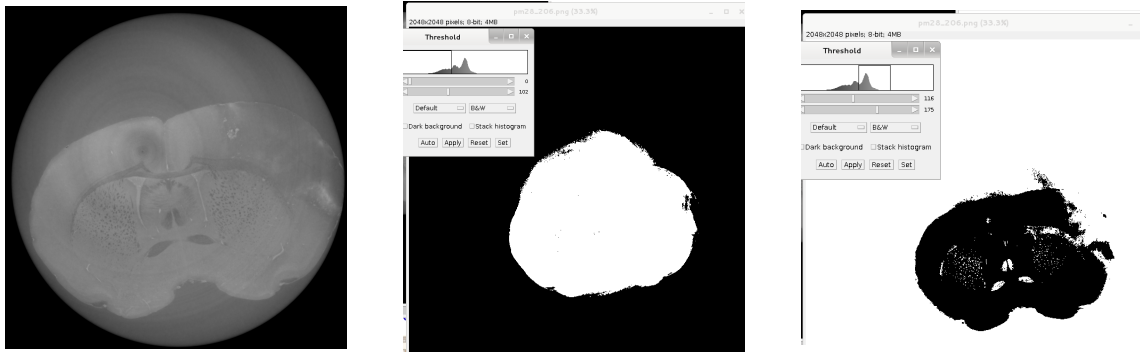 pm26_206.png (33.3%)
2048x2048 pixels; 8-bit; 4MB
Threshold
0
102
Default
B&W
Dark background
Stack histogram
Auto
Apply
Reset
Set
pm26_206.png (33.3%)
2048x2048 pixels; 8-bit; 4MB
Threshold
116
175
Default
B&W
Dark background
Stack histogram
Auto
Apply
Reset
Set